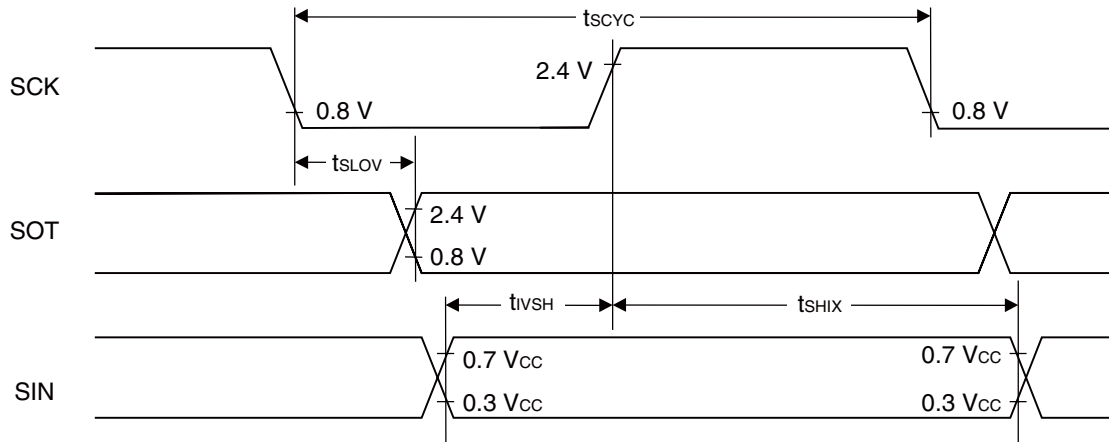 tSCYC
SCK
2.4 V
0.8 V
0.8 V
tSLOV
SOT
2.4 V
0.8 V
tIVSH
tSHIX
SIN
0.7 VCC
0.7 VCC
0.3 VCC
0.3 VCC